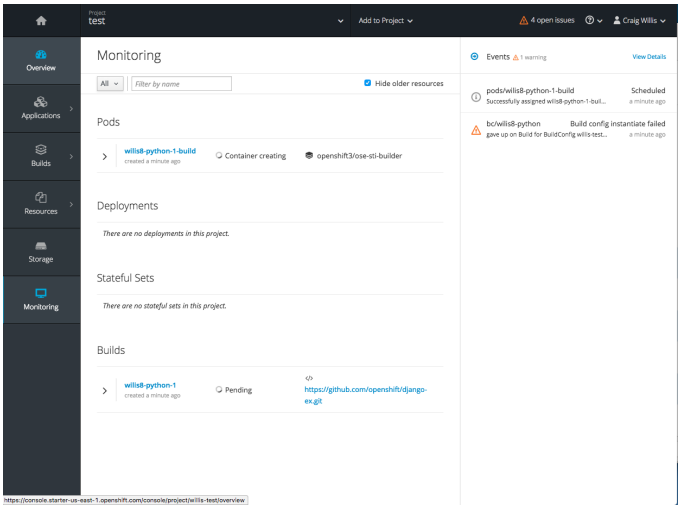 Project
test
Add to Project
4 open issues
Craig Willis
Overview
Applications
Builds
Resources
Storage
Monitoring
Monitoring
All
Filter by name
Hide older resources
Pods
wilis8-python-1-build
created a minute ago
Container creating
openshift3/ose-sti-builder
Deployments
There are no deployments in this project.
Stateful Sets
There are no stateful sets in this project.
Builds
wilis8-python-1
created a minute ago
Pending
</>
https://github.com/openshift/django-
ex.git
Events 1 warning
View Details
pods/wilis8-python-1-build Scheduled
Successfully assigned wilis8-python-1-buil... a minute ago
bc/wilis8-python Build config instantiate failed
gave up on Build for BuildConfig willis-test... a minute ago
https://console.starter-us-east-1.openshift.com/console/project/willis-test/overview